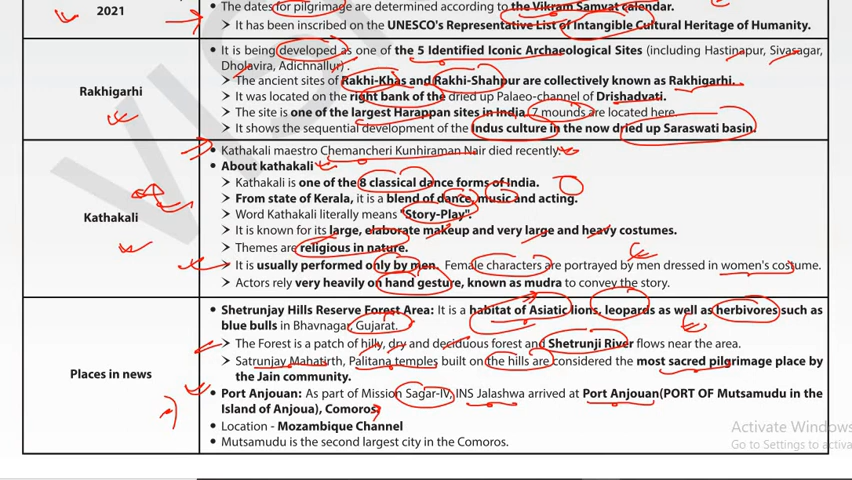 2021
The dates for pilgrimage are determined according to the Vikram Samvat calendar.
It has been inscribed on the UNESCO's Representative List of Intangible Cultural Heritage of Humanity.
Rakhigarhi
It is being developed as one of the 5 Identified Iconic Archaeological Sites (including Hastinapur, Sivasagar,
Dholavira, Adichnallur) .
The ancient sites of Rakhi-Khas and Rakhi-Shahpur are collectively known as Rakhigarhi.
It was located on the right bank of the dried up Palaeo-channel of Drishadvati.
The site is one of the largest Harappan sites in India. 7 mounds are located here.
It shows the sequential development of the Indus culture in the now dried up Saraswati basin.
Kathakali
Kathakali maestro Chemancheri Kunhiraman Nair died recently.
About kathakali
Kathakali is one of the 8 classical dance forms of India.
From state of Kerala, it is a blend of dance, music and acting.
Word Kathakali literally means "Story-Play".
It is known for its large, elaborate makeup and very large and heavy costumes.
Themes are religious in nature.
It is usually performed only by men. Female characters are portrayed by men dressed in women's costume.
Actors rely very heavily on hand gesture, known as mudra to convey the story.
Places in news
Shetrunjay Hills Reserve Forest Area: It is a habitat of Asiatic lions, leopards as well as herbivores such as
blue bulls in Bhavnagar, Gujarat.
The Forest is a patch of hilly, dry and deciduous forest and Shetrunji River flows near the area.
Satrunjay Mahatirth, Palitana temples built on the hills are considered the most sacred pilgrimage place by
the Jain community.
Port Anjouan: As part of Mission Sagar-IV, INS Jalashwa arrived at Port Anjouan(PORT OF Mutsamudu in the
Island of Anjoua), Comoros.
Location - Mozambique Channel
Mutsamudu is the second largest city in the Comoros.
VIS
Activate Windows
Go to Settings to activa